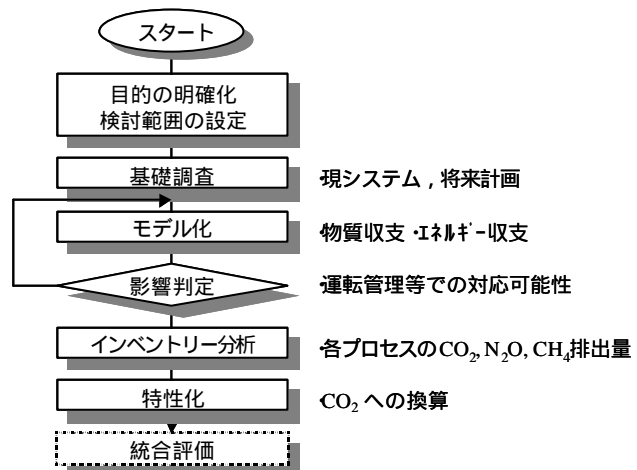 スタート
目的の明確化
検討範囲の設定
基礎調査
・現システム，将来計画
モデル化
・物質収支・ｴﾈﾙｷﾞｰ収支
影響判定
・運転管理等での対応可能性
インベントリー分析
・各プロセスのCO₂, N₂O, CH₄排出量
特性化
・CO₂ への換算
統合評価